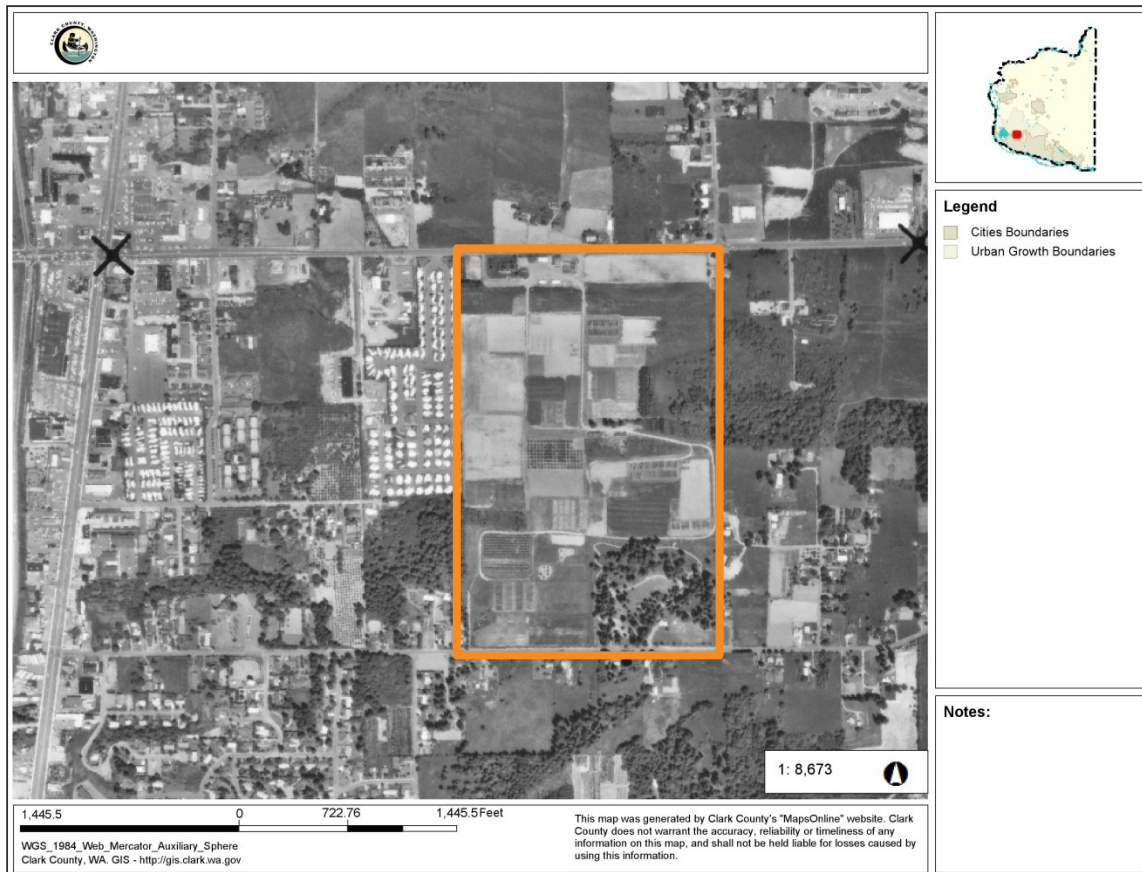 CLARK COUNTY, WASHINGTON
Legend
Cities Boundaries
Urban Growth Boundaries
Notes:
1: 8,673
1,445.5 0 722.76 1,445.5 Feet
WGS_1984_Web_Mercator_Auxiliary_Sphere
Clark County, WA. GIS - http://gis.clark.wa.gov
This map was generated by Clark County's "MapsOnline" website. Clark
County does not warrant the accuracy, reliability or timeliness of any
information on this map, and shall not be held liable for losses caused by
using this information.